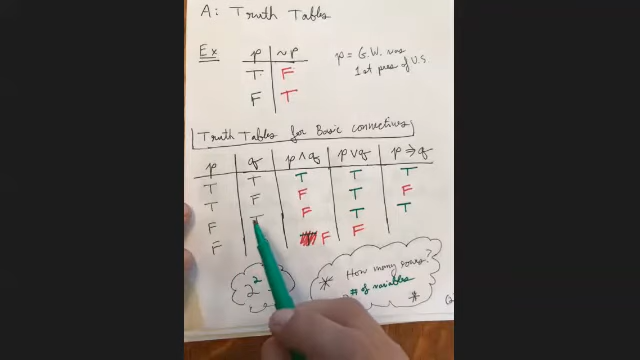 A: Truth Tables
Ex
p ~p
T F
F T
p = G.W. was
1st pres of U.S
Truth Tables for Basic connectives
p q p ∧ q p ∨ q p ⇒ q
T T T T T
T F F T F
F T F T T
F F F
2²
* How many rows?
# of variables
*